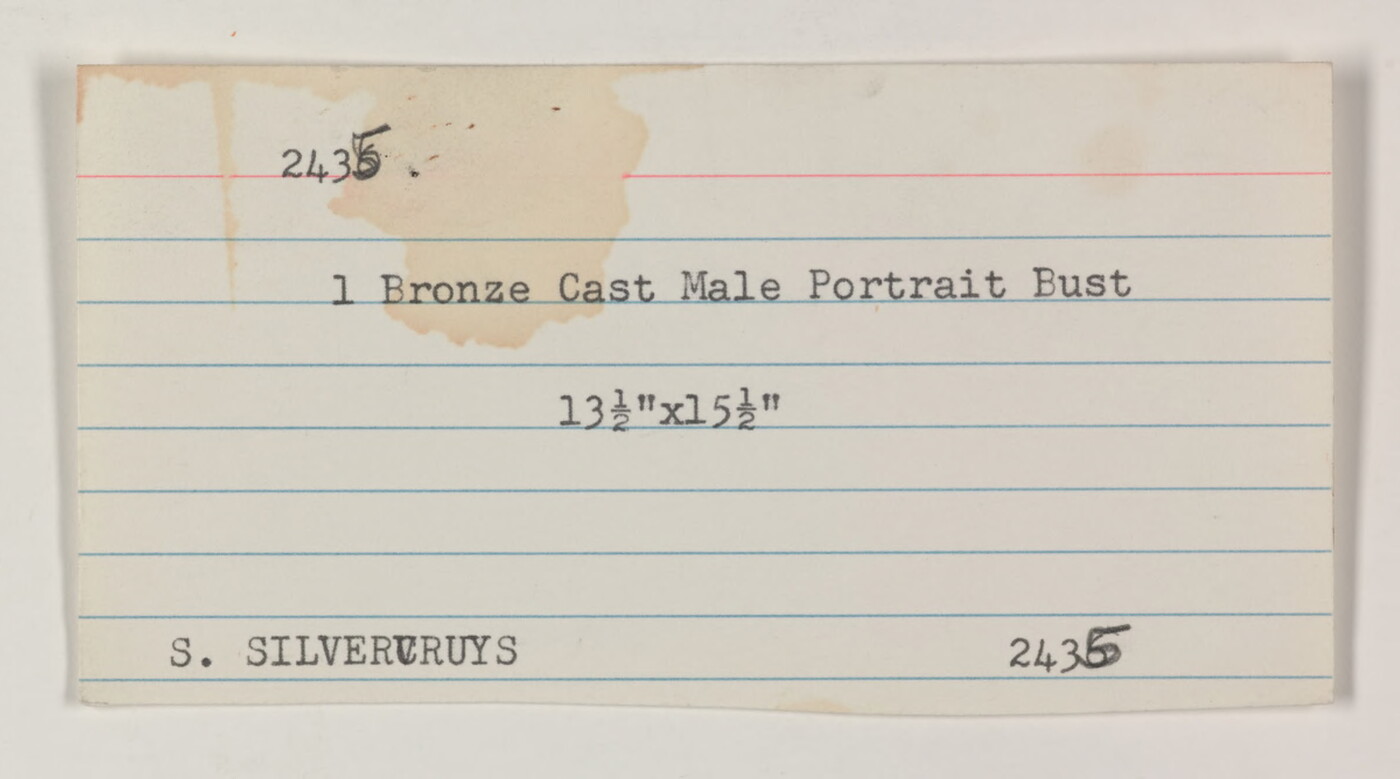 2435 .
1 Bronze Cast Male Portrait Bust
13½"x15½"
S. SILVERCRUYS 2435